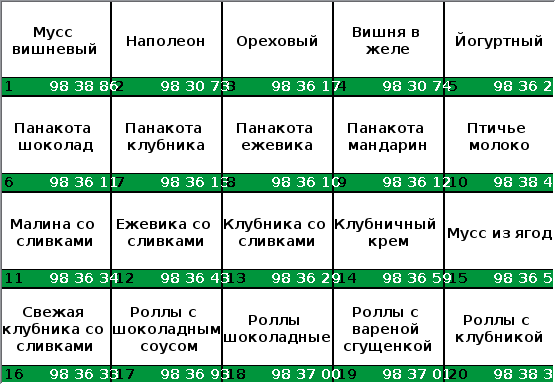 Мусс вишневый
Наполеон
Ореховый
Вишня в желе
Йогуртный
1 98 38 86
2 98 30 73
3 98 36 17
4 98 30 74
5 98 36 2
Панакота шоколад
Панакота клубника
Панакота ежевика
Панакота мандарин
Птичье молоко
6 98 36 11
7 98 36 15
8 98 36 10
9 98 36 12
10 98 38 4
Малина со сливками
Ежевика со сливками
Клубника со сливками
Клубничный крем
Мусс из ягод
11 98 36 34
12 98 36 43
13 98 36 29
14 98 36 59
15 98 36 5
Свежая клубника со сливками
Роллы с шоколадным соусом
Роллы шоколадные
Роллы с вареной сгущенкой
Роллы с клубникой
16 98 36 33
17 98 36 93
18 98 37 00
19 98 37 01
20 98 38 3